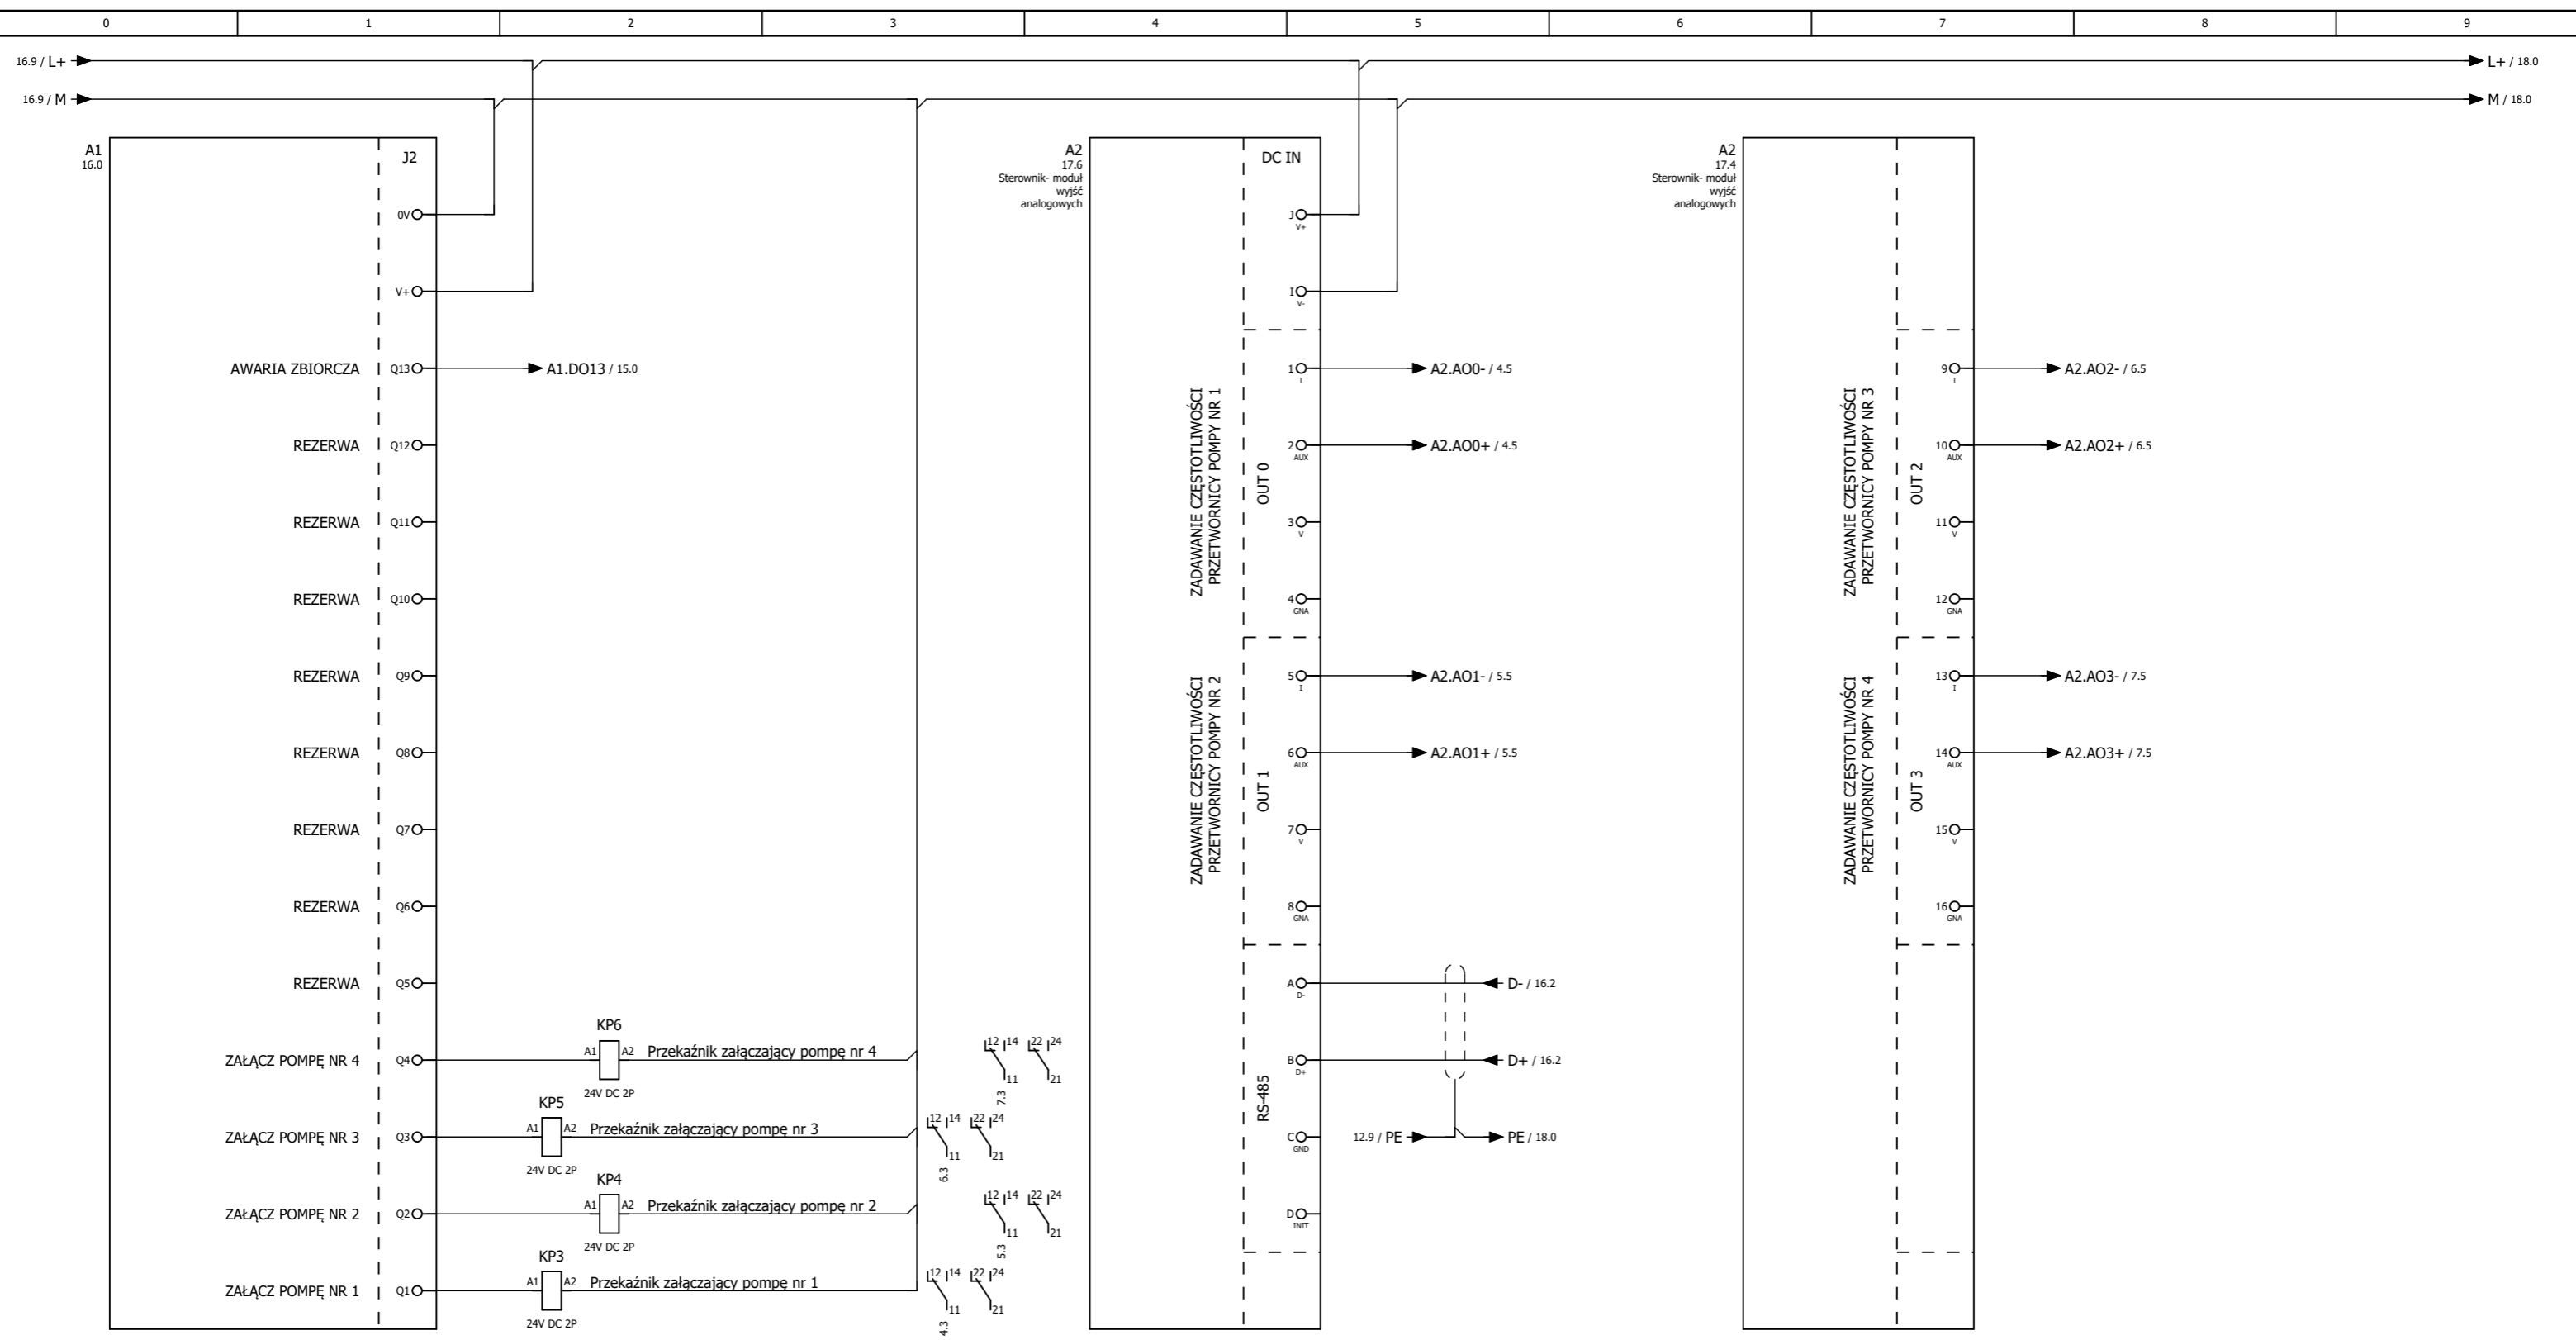 0 1 2 3 4 5 6 7 8 9
16.9 / L+
L+ / 18.0
16.9 / M
M / 18.0
A1
16.0
J2
0V
V+
AWARIA ZBIORCZA Q13 A1.DO13 / 15.0
REZERWA Q12
REZERWA Q11
REZERWA Q10
REZERWA Q9
REZERWA Q8
REZERWA Q7
REZERWA Q6
REZERWA Q5
KP6
ZAŁĄCZ POMPĘ NR 4 Q4 A1 A2 Przekaźnik załączający pompę nr 4
24V DC 2P
12 14 22 24
11 21
7.3
KP5
ZAŁĄCZ POMPĘ NR 3 Q3 A1 A2 Przekaźnik załączający pompę nr 3
24V DC 2P
12 14 22 24
11 21
6.3
KP4
ZAŁĄCZ POMPĘ NR 2 Q2 A1 A2 Przekaźnik załączający pompę nr 2
24V DC 2P
12 14 22 24
11 21
5.3
KP3
ZAŁĄCZ POMPĘ NR 1 Q1 A1 A2 Przekaźnik załączający pompę nr 1
24V DC 2P
12 14 22 24
11 21
4.3
A2
17.6
Sterownik- moduł
wyjść
analogowych
DC IN
J
V+
I
V-
ZADAWANIE CZĘSTOTLIWOŚCI
PRZETWORNICY POMPY NR 1
OUT 0
1 A2.AO0- / 4.5
I
2 A2.AO0+ / 4.5
AUX
3
V
4
GNA
ZADAWANIE CZĘSTOTLIWOŚCI
PRZETWORNICY POMPY NR 2
OUT 1
5 A2.AO1- / 5.5
I
6 A2.AO1+ / 5.5
AUX
7
V
8
GNA
RS-485
A D- / 16.2
D-
B D+ / 16.2
D+
C 12.9 / PE PE / 18.0
GND
D
INIT
A2
17.4
Sterownik- moduł
wyjść
analogowych
ZADAWANIE CZĘSTOTLIWOŚCI
PRZETWORNICY POMPY NR 3
OUT 2
9 A2.AO2- / 6.5
I
10 A2.AO2+ / 6.5
AUX
11
V
12
GNA
ZADAWANIE CZĘSTOTLIWOŚCI
PRZETWORNICY POMPY NR 4
OUT 3
13 A2.AO3- / 7.5
I
14 A2.AO3+ / 7.5
AUX
15
V
16
GNA